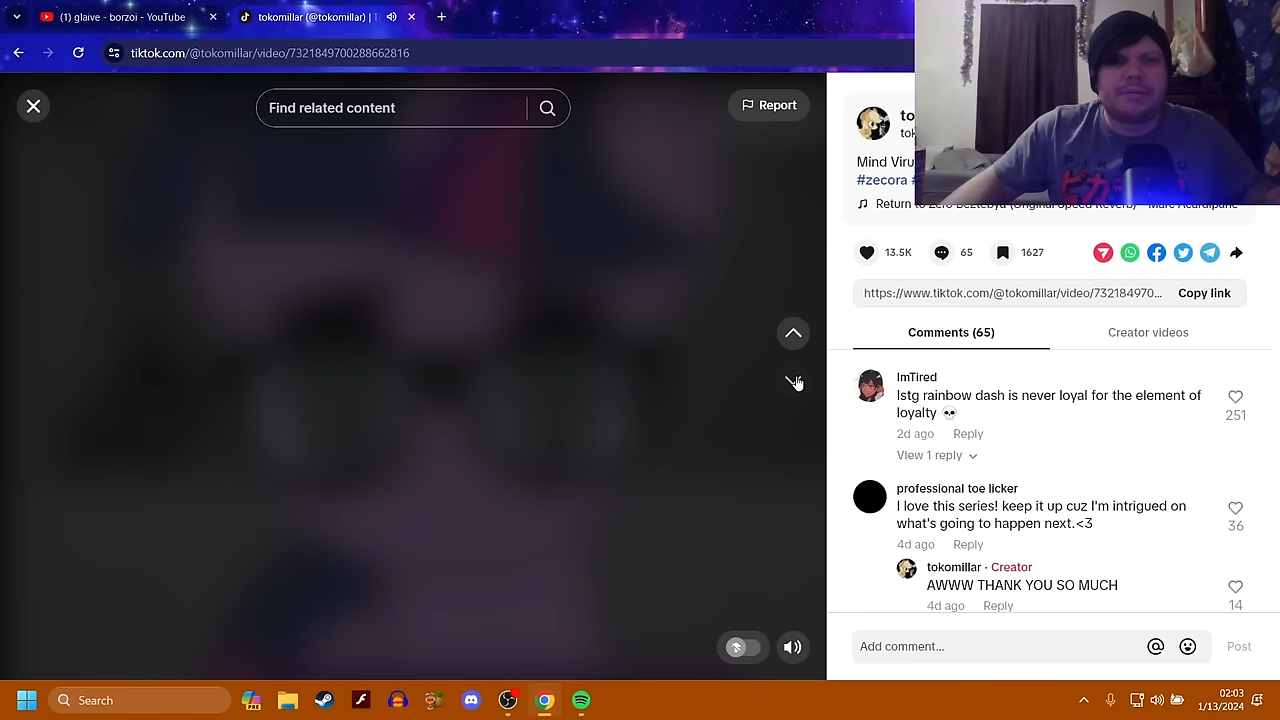 (1) glaive - borzoi - YouTube
tokomillar (@tokomillar) | T
tiktok.com/@tokomillar/video/7321849700288662816
Find related content
Report
Mind Viru
#zecora
Return to Zero
13.5K
65
1627
https://www.tiktok.com/@tokomillar/video/732184970...
Copy link
Comments (65)
Creator videos
ImTired
Istg rainbow dash is never loyal for the element of
loyalty 💀
251
2d ago
Reply
View 1 reply
professional toe licker
I love this series! keep it up cuz I'm intrigued on
what's going to happen next.<3
36
4d ago
Reply
tokomillar · Creator
AWWW THANK YOU SO MUCH
14
4d ago
Reply
Add comment...
Post
Search
02:03
1/13/2024